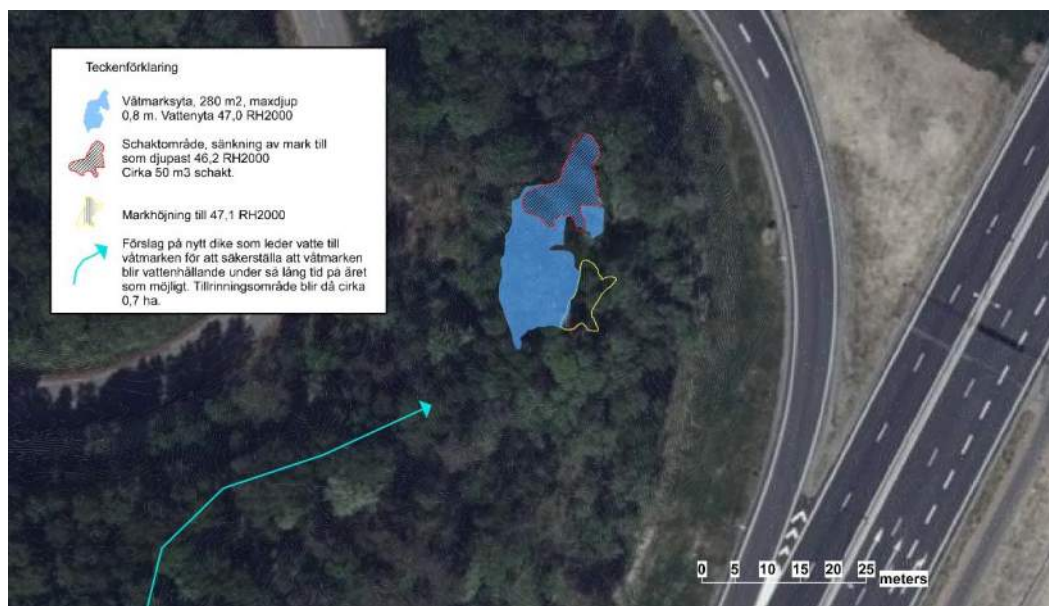 Teckenförklaring
Våtmarksyta, 280 m2, maxdjup
0,8 m. Vattenyta 47,0 RH2000
Schaktområde, sänkning av mark till
som djupast 46,2 RH2000
Cirka 50 m3 schakt.
Markhöjning till 47,1 RH2000
Förslag på nytt dike som leder vatte till
våtmarken för att säkerställa att våtmarken
blir vattenhållande under så lång tid på året
som möjligt. Tillrinningsområde blir då cirka
0,7 ha.
0 5 10 15 20 25
meters